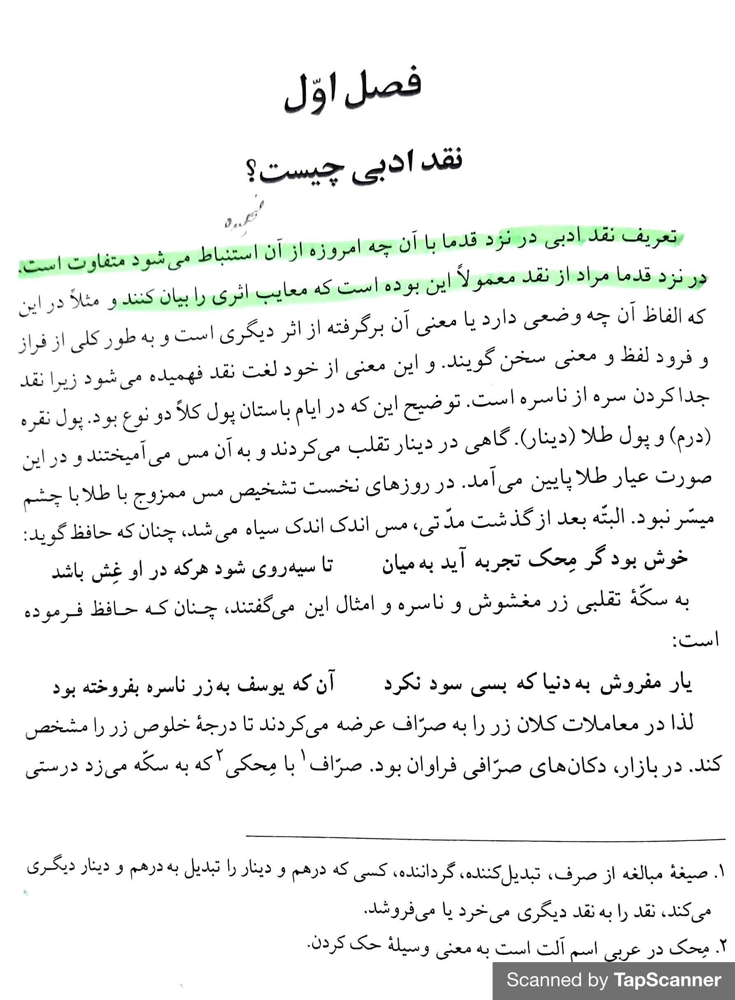 فصل اوّل
نقد ادبی چیست؟
فهمیده
تعریف نقد ادبی در نزد قدما با آن چه امروزه از آن استنباط می‌شود متفاوت است.
در نزد قدما مراد از نقد معمولاً این بوده است که معایب اثری را بیان کنند و مثلاً در این
که الفاظ آن چه وضعی دارد یا معنی آن برگرفته از اثر دیگری است و به طور کلی از فراز
و فرود لفظ و معنی سخن گویند. و این معنی از خود لغت نقد فهمیده می‌شود زیرا نقد
جدا کردن سره از ناسره است. توضیح این که در ایام باستان پول کلاً دو نوع بود. پول نقره
(درم) و پول طلا (دینار). گاهی در دینار تقلب می‌کردند و به آن مس می‌آمیختند و در این
صورت عیار طلا پایین می‌آمد. در روزهای نخست تشخیص مس ممزوج با طلا با چشم
میسّر نبود. البتّه بعد از گذشت مدّتی، مس اندک اندک سیاه می‌شد، چنان که حافظ گوید:
خوش بود گر مِحک تجربه آید به میان تا سیه‌روی شود هرکه در او غِش باشد
به سکّهٔ تقلبی زر مغشوش و ناسره و امثال این می‌گفتند، چنان که حافظ فرموده
است:
یار مفروش به دنیا که بسی سود نکرد آن که یوسف به زر ناسره بفروخته بود
لذا در معاملات کلان زر را به صرّاف عرضه می‌کردند تا درجهٔ خلوص زر را مشخص
کند. در بازار، دکان‌های صرّافی فراوان بود. صرّاف۱ با مِحکی۲ که به سکّه می‌زد درستی
۱. صیغهٔ مبالغه از صرف، تبدیل‌کننده، گرداننده، کسی که درهم و دینار را تبدیل به درهم و دینار دیگری
می‌کند، نقد را به نقد دیگری می‌خرد یا می‌فروشد.
۲. مِحک در عربی اسم آلت است به معنی وسیلهٔ حک کردن.
Scanned by TapScanner